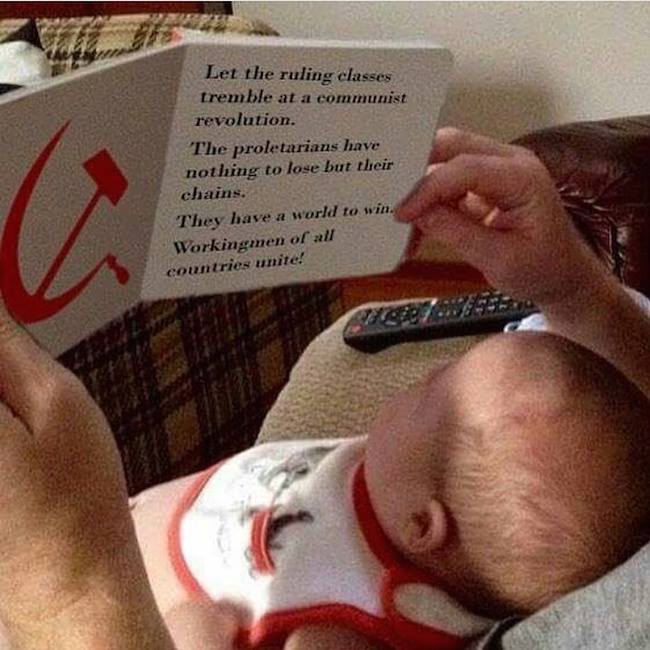 Let the ruling classes
tremble at a communist
revolution.
The proletarians have
nothing to lose but their
chains.
They have a world to win.
Workingmen of all
countries unite!